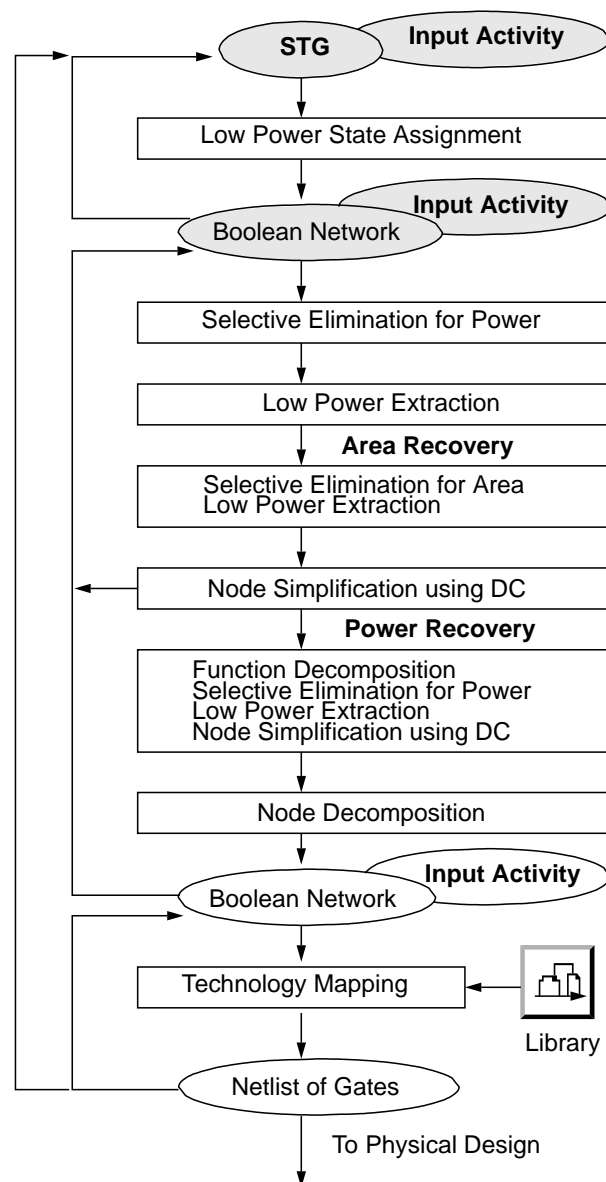 Input Activity
STG
Low Power State Assignment
Input Activity
Boolean Network
Selective Elimination for Power
Low Power Extraction
Area Recovery
Selective Elimination for Area
Low Power Extraction
Node Simplification using DC
Power Recovery
Function Decomposition
Selective Elimination for Power
Low Power Extraction
Node Simplification using DC
Node Decomposition
Input Activity
Boolean Network
Technology Mapping
Library
Netlist of Gates
To Physical Design